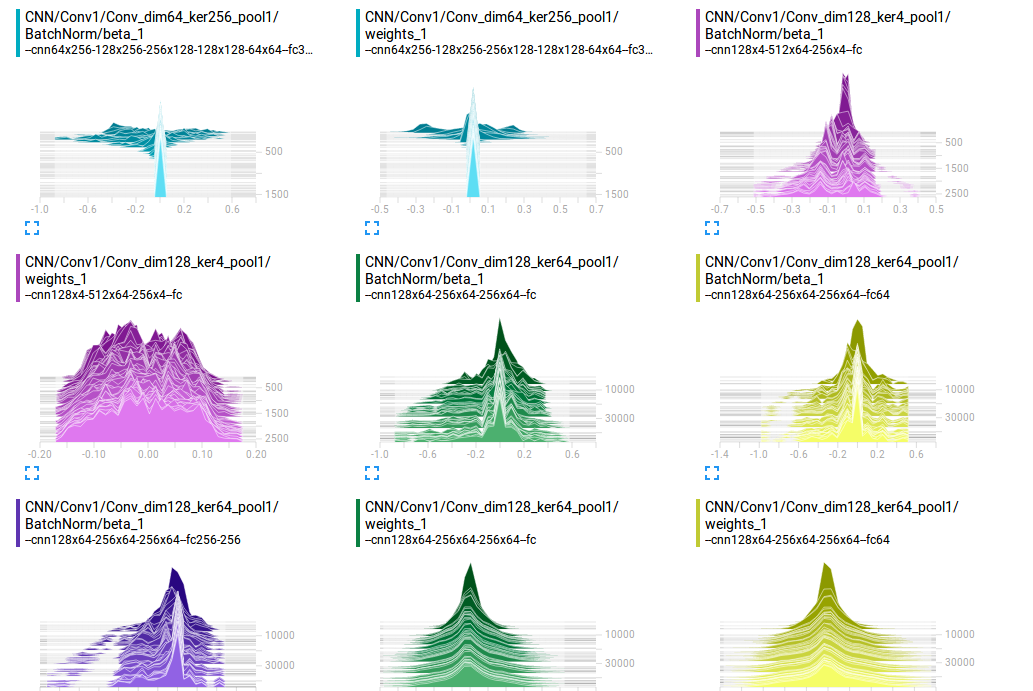 CNN/Conv1/Conv_dim64_ker256_pool1/
BatchNorm/beta_1
--cnn64x256-128x256-256x128-128x128-64x64--fc3...
500
1500
-1.0 -0.6 -0.2 0.2 0.6
CNN/Conv1/Conv_dim64_ker256_pool1/
weights_1
--cnn64x256-128x256-256x128-128x128-64x64--fc3...
500
1500
-0.5 -0.3 -0.1 0.1 0.3 0.5 0.7
CNN/Conv1/Conv_dim128_ker4_pool1/
BatchNorm/beta_1
--cnn128x4-512x64-256x4--fc
500
1500
2500
-0.7 -0.5 -0.3 -0.1 0.1 0.3 0.5
CNN/Conv1/Conv_dim128_ker4_pool1/
weights_1
--cnn128x4-512x64-256x4--fc
500
1500
2500
-0.20 -0.10 0.00 0.10 0.20
CNN/Conv1/Conv_dim128_ker64_pool1/
BatchNorm/beta_1
--cnn128x64-256x64-256x64--fc
10000
30000
-1.0 -0.6 -0.2 0.2 0.6
CNN/Conv1/Conv_dim128_ker64_pool1/
BatchNorm/beta_1
--cnn128x64-256x64-256x64--fc64
10000
30000
-1.4 -1.0 -0.6 -0.2 0.2 0.6
CNN/Conv1/Conv_dim128_ker64_pool1/
BatchNorm/beta_1
--cnn128x64-256x64-256x64--fc256-256
10000
30000
CNN/Conv1/Conv_dim128_ker64_pool1/
weights_1
--cnn128x64-256x64-256x64--fc
10000
30000
CNN/Conv1/Conv_dim128_ker64_pool1/
weights_1
--cnn128x64-256x64-256x64--fc64
10000
30000